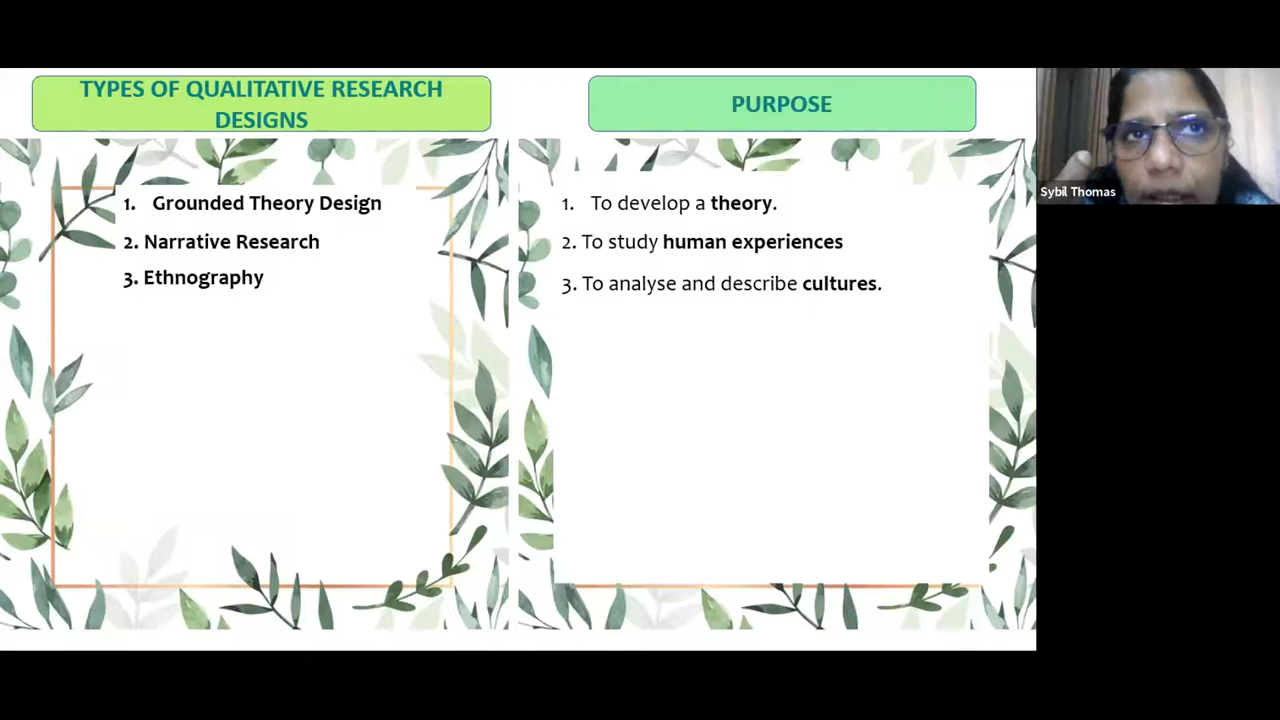 TYPES OF QUALITATIVE RESEARCH
DESIGNS
1. Grounded Theory Design
2. Narrative Research
3. Ethnography
PURPOSE
1. To develop a theory.
2. To study human experiences
3. To analyse and describe cultures.
Sybil Thomas